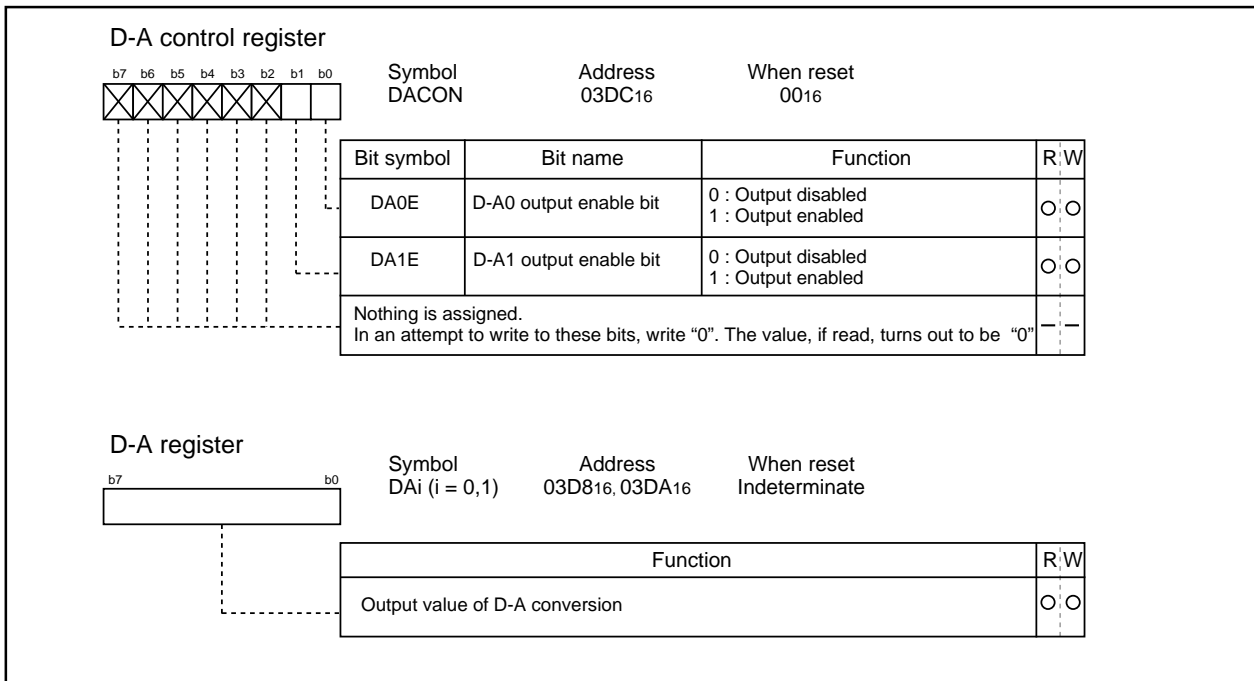 D-A control register
b7 b6 b5 b4 b3 b2 b1 b0
Symbol Address When reset
DACON 03DC16 0016
Bit symbol Bit name Function R W
DA0E D-A0 output enable bit 0 : Output disabled
1 : Output enabled
DA1E D-A1 output enable bit 0 : Output disabled
1 : Output enabled
Nothing is assigned.
In an attempt to write to these bits, write “0”. The value, if read, turns out to be “0”
D-A register
b7 b0
Symbol Address When reset
DAi (i = 0,1) 03D816, 03DA16 Indeterminate
Function R W
Output value of D-A conversion